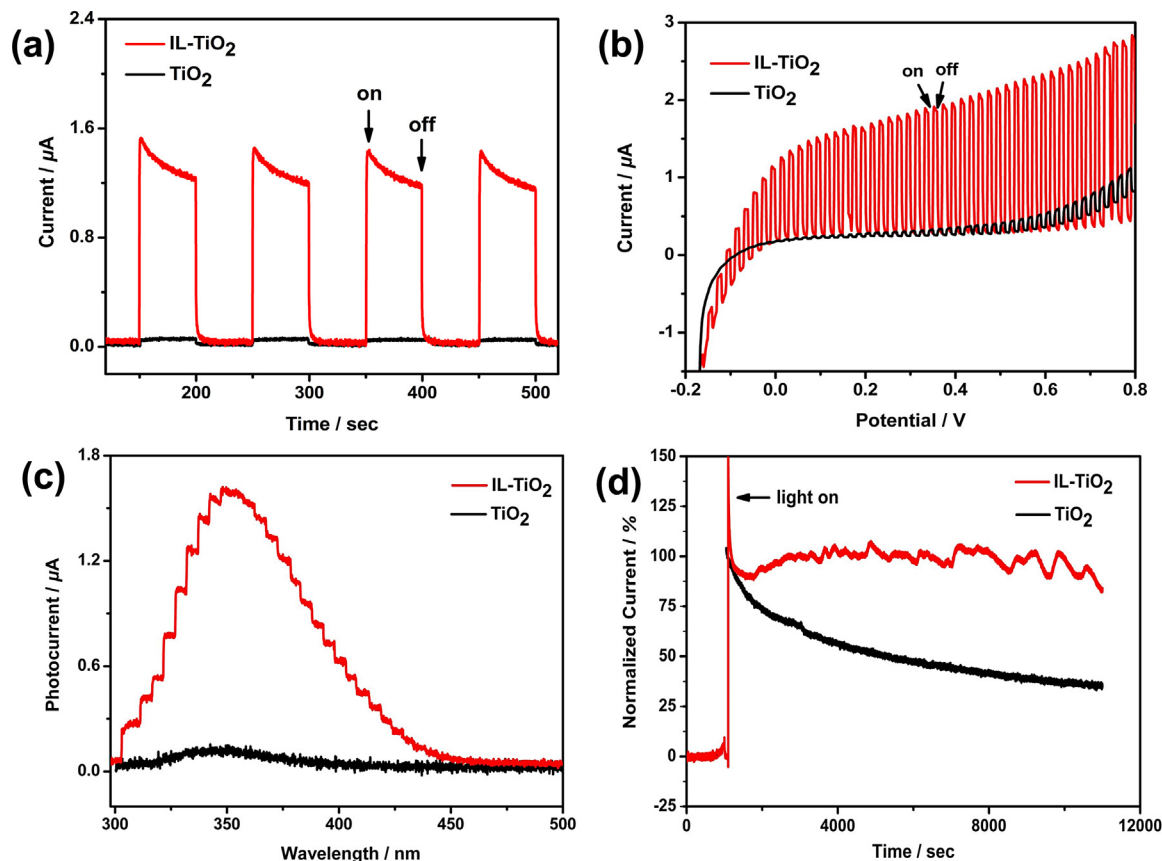 (a)
2.4
1.6
0.8
0.0
Current / µA
IL-TiO2
TiO2
on
off
200
300
400
500
Time / sec
(b)
3
2
1
0
-1
Current / µA
IL-TiO2
TiO2
on
off
-0.2
0.0
0.2
0.4
0.6
0.8
Potential / V
(c)
1.8
1.2
0.6
0.0
Photocurrent / µA
IL-TiO2
TiO2
300
350
400
450
500
Wavelength / nm
(d)
150
125
100
75
50
25
0
-25
Normalized Current / %
light on
IL-TiO2
TiO2
0
4000
8000
12000
Time / sec